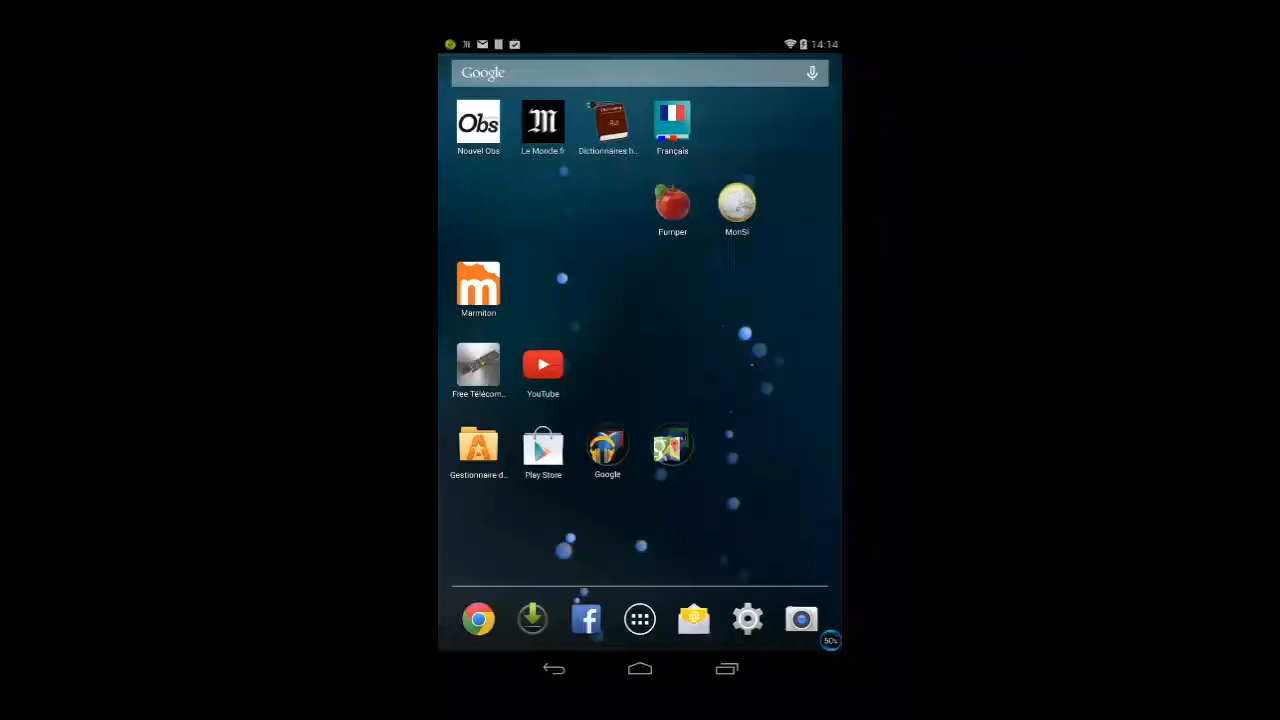 14:14
Google
Obs
M
Nouvel Obs
Le Monde.fr
Dictionnaires h..
Français
Fumper
MonSi
m
Marmiton
Free Télécom..
YouTube
A
Gestionnaire d..
Play Store
Google
f
@
50%